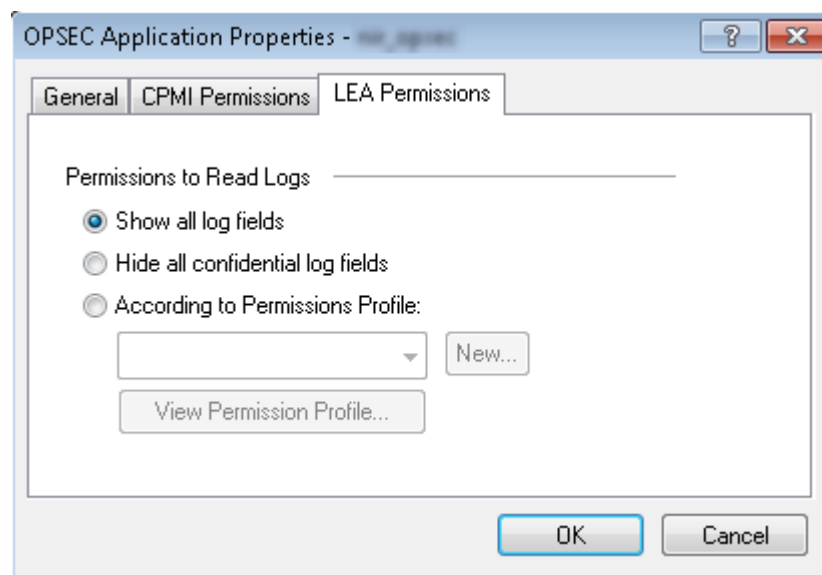 OPSEC Application Properties -
General CPMI Permissions LEA Permissions
Permissions to Read Logs
Show all log fields
Hide all confidential log fields
According to Permissions Profile:
New...
View Permission Profile...
OK Cancel